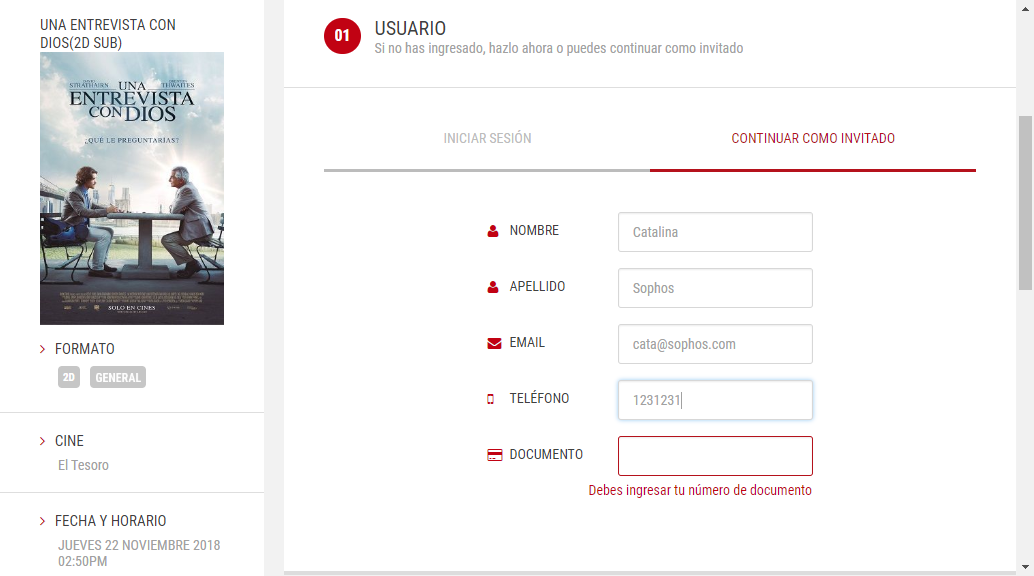 UNA ENTREVISTA CON
DIOS(2D SUB)
STRATHAIRN
THWAITES
UNA
ENTREVISTA
CON DIOS
¿QUÉ LE PREGUNTARÍAS?
SOLO EN CINES
FORMATO
2D GENERAL
CINE
El Tesoro
FECHA Y HORARIO
JUEVES 22 NOVIEMBRE 2018
02:50PM
01 USUARIO
Si no has ingresado, hazlo ahora o puedes continuar como invitado
INICIAR SESIÓN CONTINUAR COMO INVITADO
NOMBRE Catalina
APELLIDO Sophos
EMAIL cata@sophos.com
TELÉFONO 1231231
DOCUMENTO
Debes ingresar tu número de documento